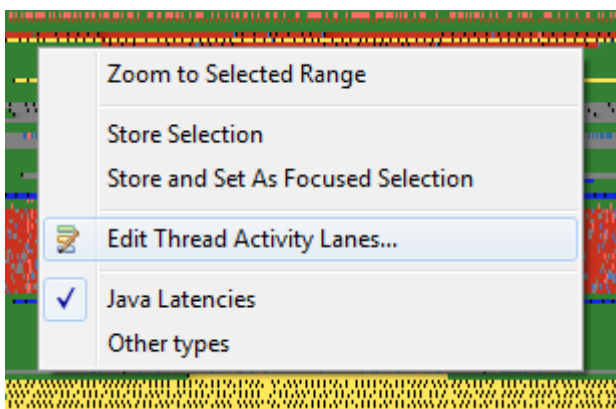 Zoom to Selected Range
Store Selection
Store and Set As Focused Selection
Edit Thread Activity Lanes...
Java Latencies
Other types